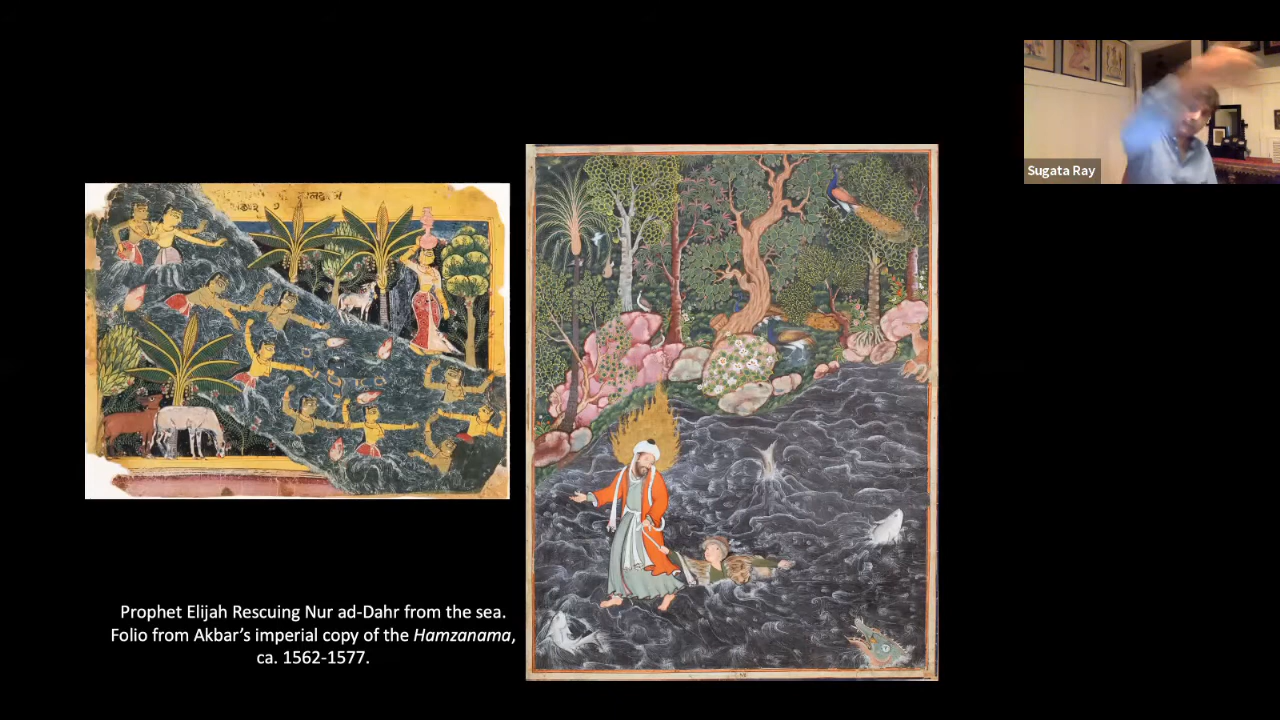 Sugata Ray
Prophet Elijah Rescuing Nur ad-Dahr from the sea.
Folio from Akbar's imperial copy of the Hamzanama,
ca. 1562-1577.